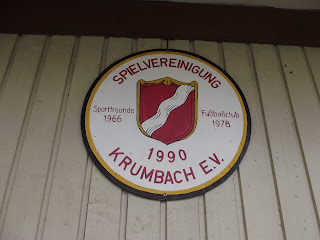 SPIELVEREINIGUNG
Sportfreunde
1966
Fußballclub
1978
1990
KRUMBACH E.V.